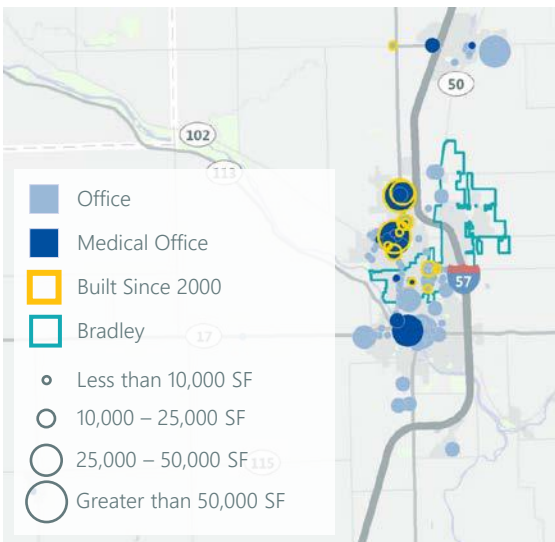 50
102
113
Office
Medical Office
Built Since 2000
Bradley
57
17
Less than 10,000 SF
10,000 – 25,000 SF
25,000 – 50,000 SF
115
Greater than 50,000 SF